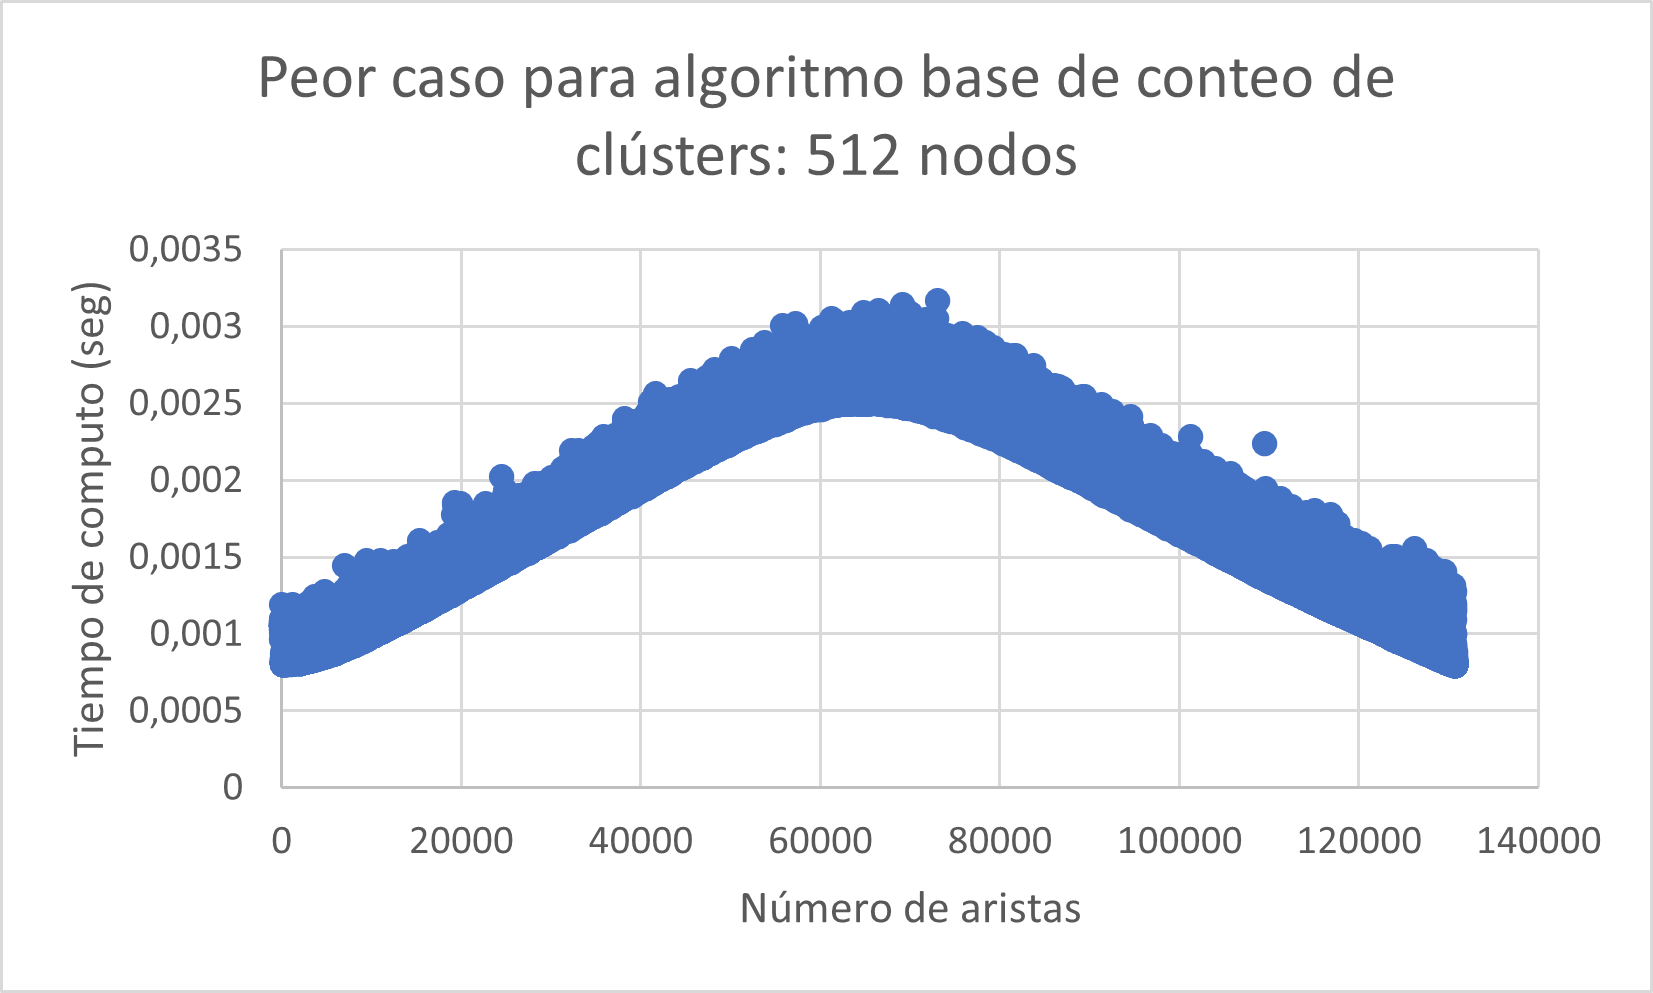 Peor caso para algoritmo base de conteo de
clústers: 512 nodos
Tiempo de computo (seg)
0,0035
0,003
0,0025
0,002
0,0015
0,001
0,0005
0
0 20000 40000 60000 80000 100000 120000 140000
Número de aristas